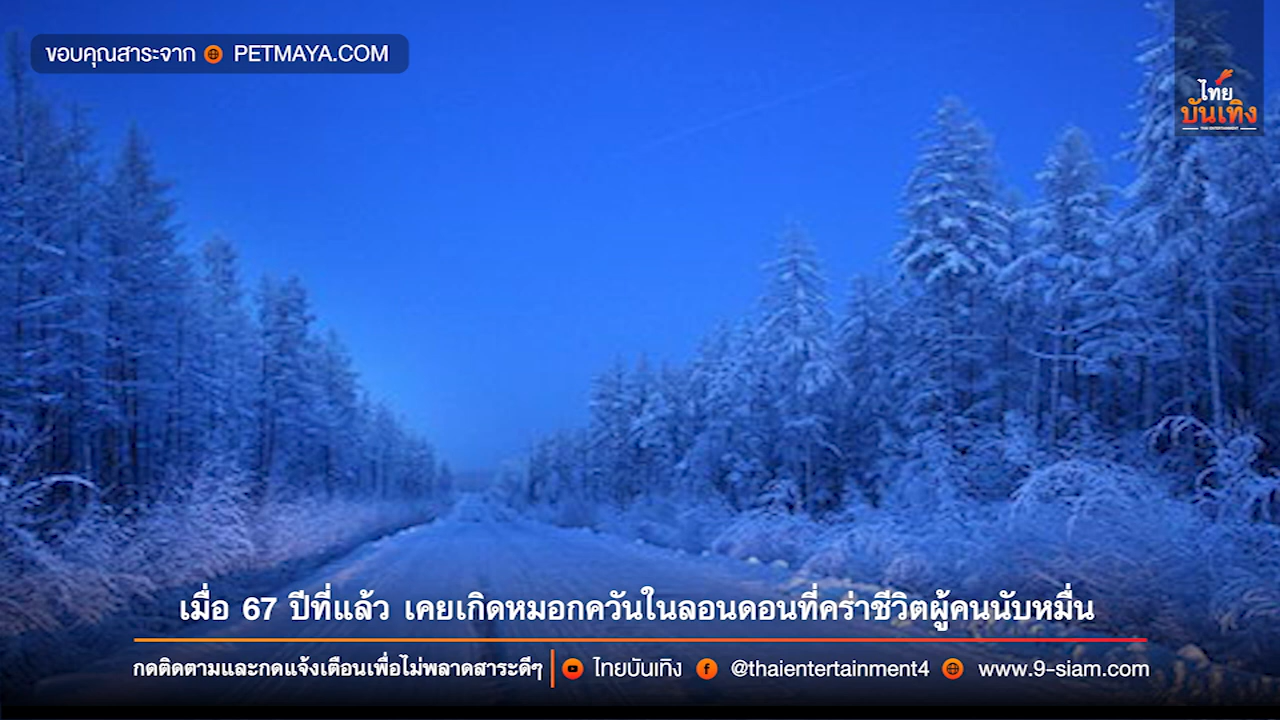 ขอบคุณสาระจาก PETMAYA.COM
ไทย
บันเทิง
THAI ENTERTAINMENT
เมื่อ 67 ปีที่แล้ว เคยเกิดหมอกควันในลอนดอนที่คร่าชีวิตผู้คนนับหมื่น
กดติดตามและกดแจ้งเตือนเพื่อไม่พลาดสาระดีๆ ไทยบันเทิง @thaientertainment4 www.9-siam.com